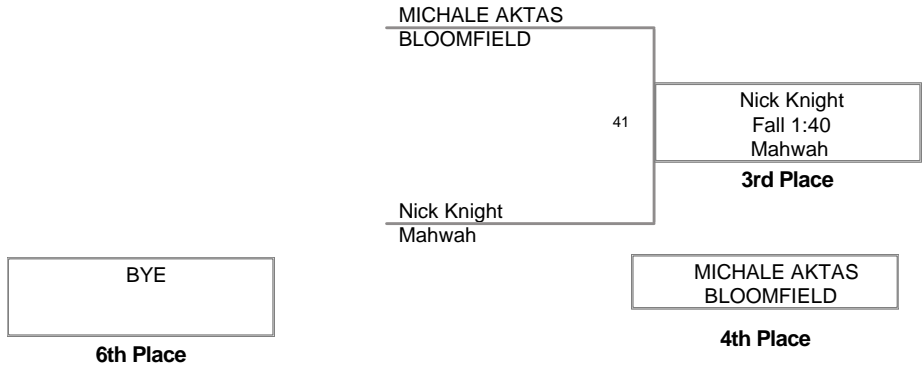 MICHALE AKTAS
BLOOMFIELD
41
Nick Knight
Fall 1:40
Mahwah
3rd Place
Nick Knight
Mahwah
BYE
6th Place
MICHALE AKTAS
BLOOMFIELD
4th Place